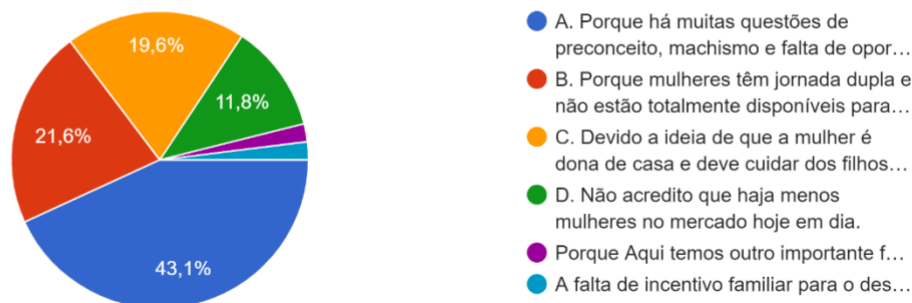 19,6%
11,8%
21,6%
43,1%
A. Porque há muitas questões de
preconceito, machismo e falta de opor…
B. Porque mulheres têm jornada dupla e
não estão totalmente disponíveis para…
C. Devido a ideia de que a mulher é
dona de casa e deve cuidar dos filhos…
D. Não acredito que haja menos
mulheres no mercado hoje em dia.
Porque Aqui temos outro importante f…
A falta de incentivo familiar para o des…